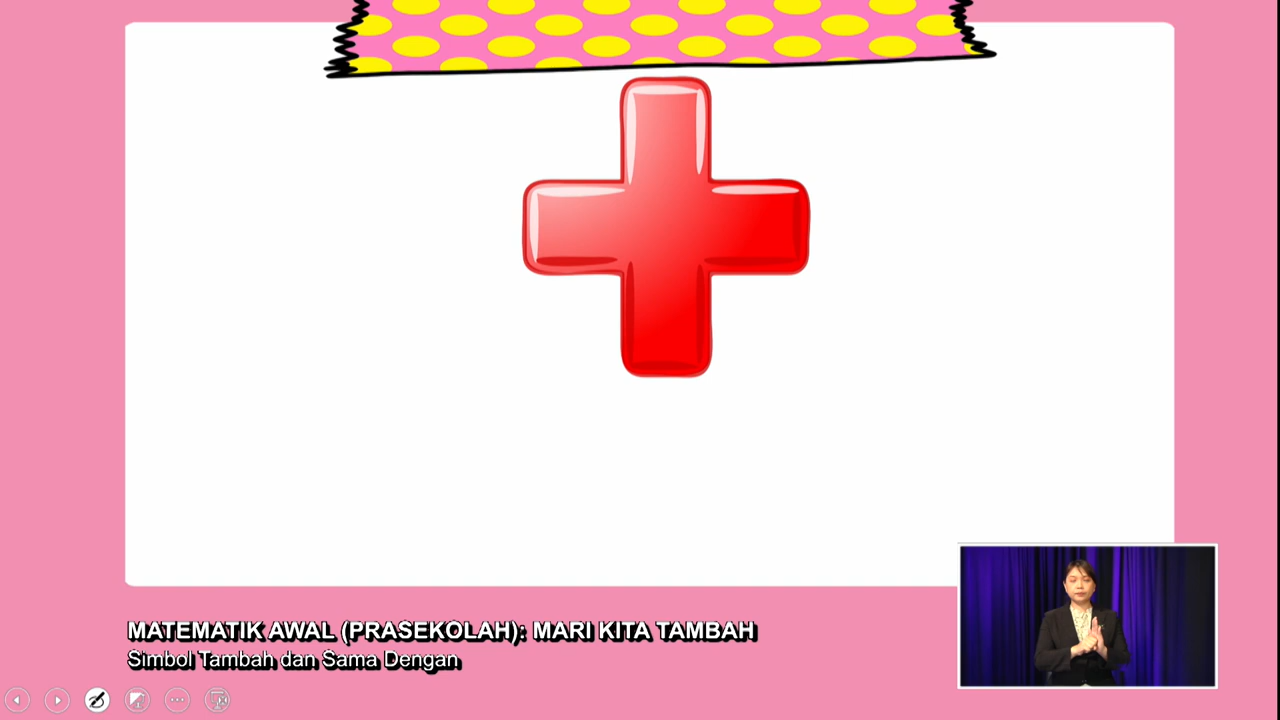 MATEMATIK AWAL (PRASEKOLAH): MARI KITA TAMBAH
Simbol Tambah dan Sama Dengan